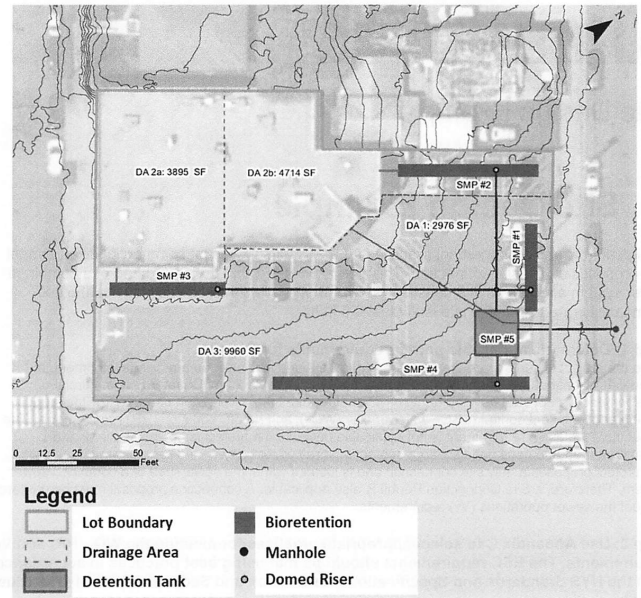 Z
DA 2a: 3895 SF
DA 2b: 4714 SF
SMP #2
DA 1: 2976 SF
SMP #1
SMP #3
SMP #5
DA 3: 9960 SF
SMP #4
0 12.5 25 50
Feet
Legend
Lot Boundary
Bioretention
Drainage Area
Manhole
Detention Tank
Domed Riser